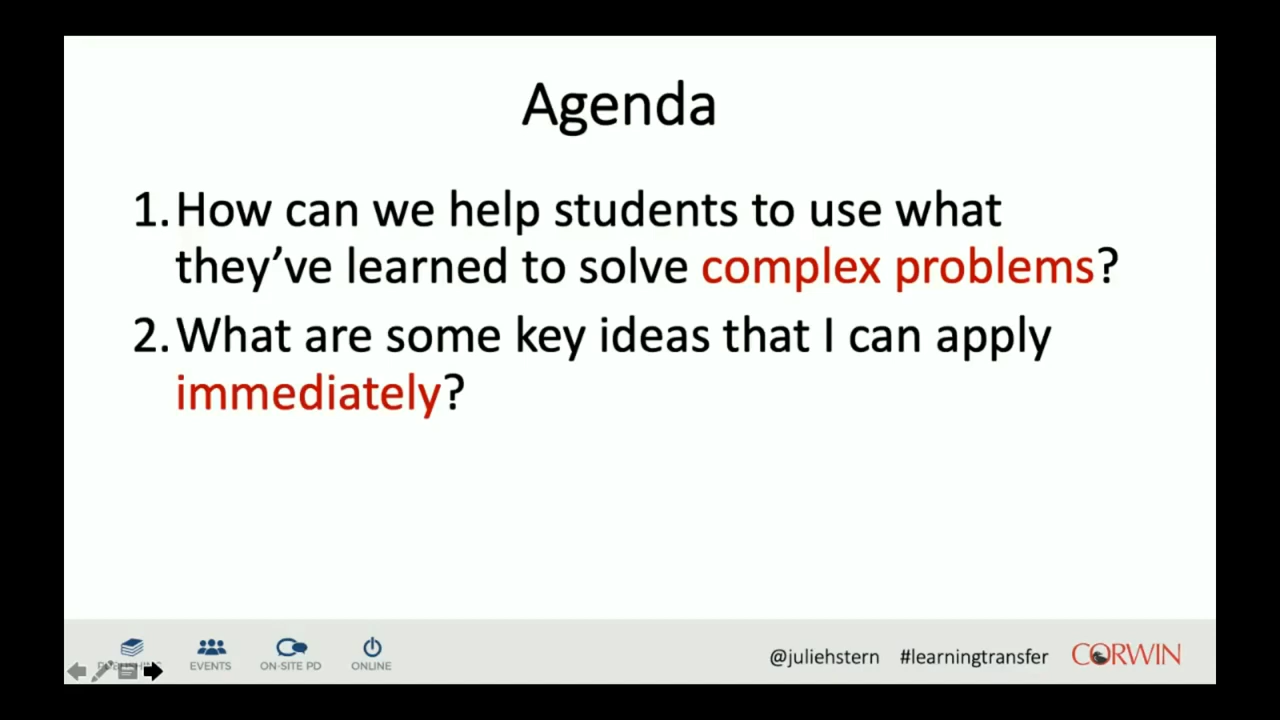 Agenda
1. How can we help students to use what
they’ve learned to solve complex problems?
2. What are some key ideas that I can apply
immediately?
EVENTS
ON-SITE PD
ONLINE
@juliehstern #learningtransfer CORWIN